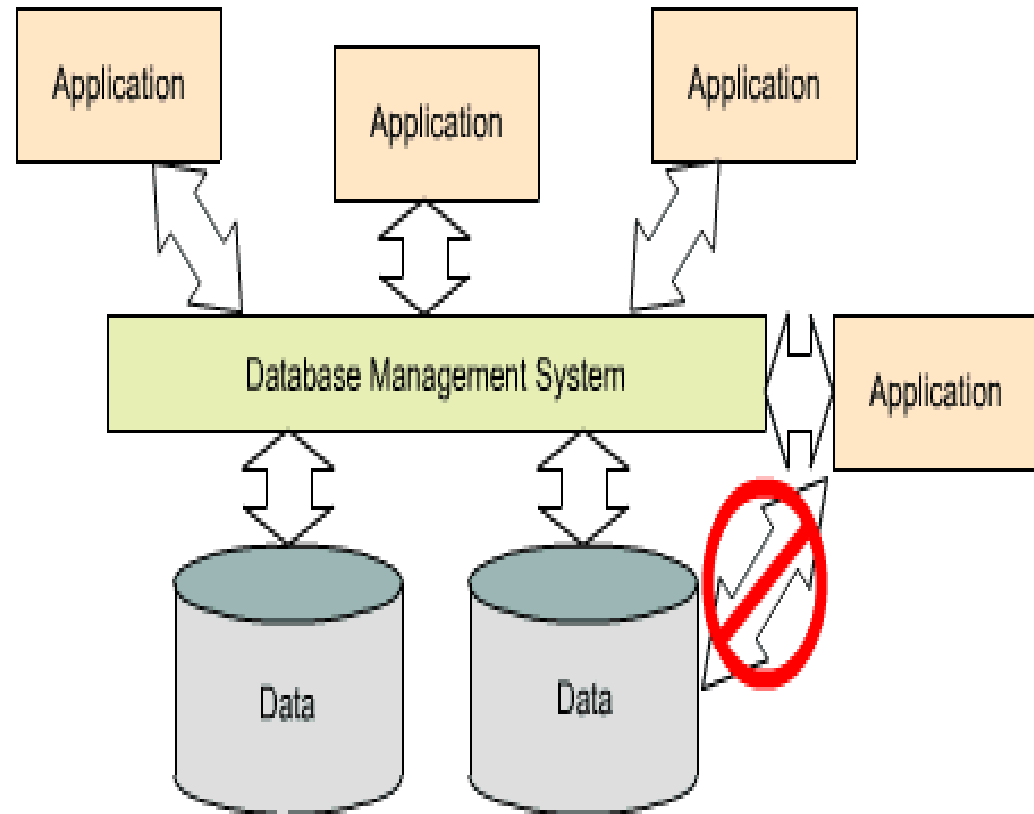 Application
Application
Application
Database Management System
Application
Data
Data